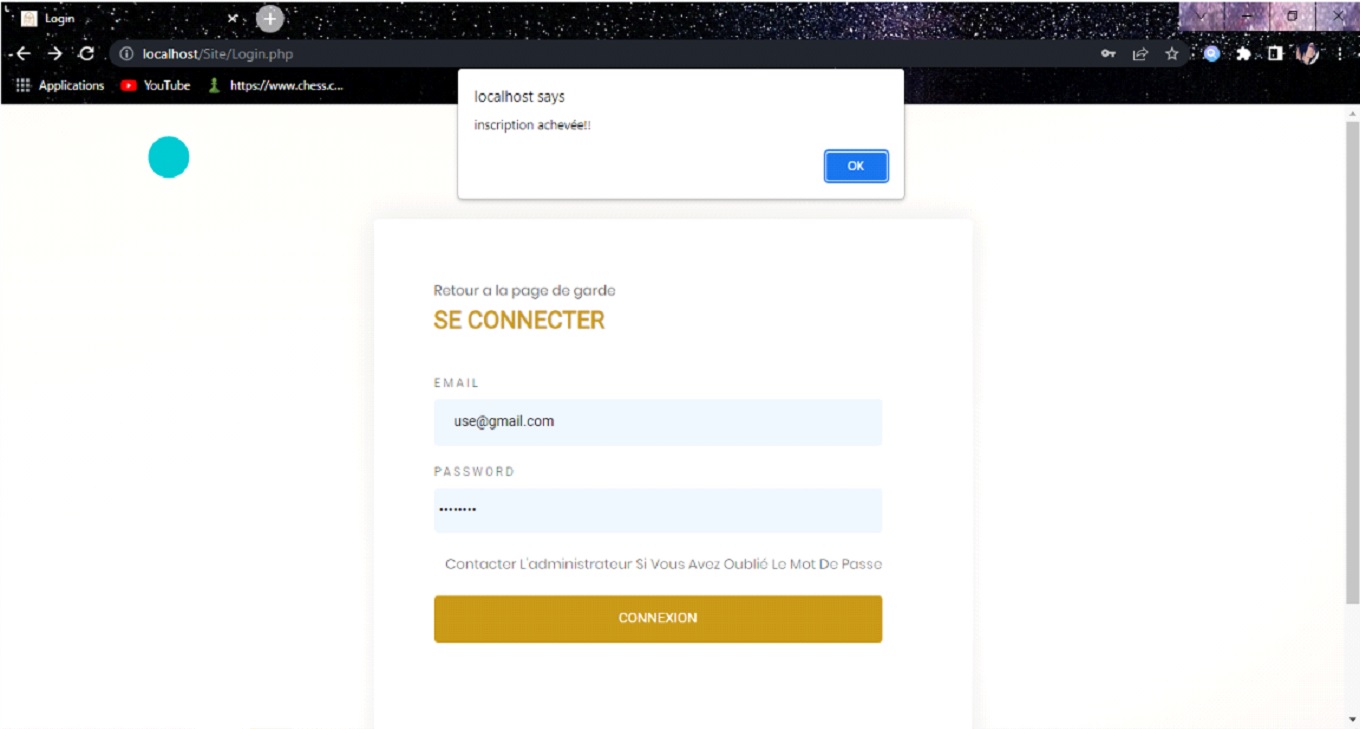 Login
localhost/Site/Login.php
Applications YouTube https://www.chess.c...
localhost says
inscription achevée!!
OK
Retour a la page de garde
SE CONNECTER
EMAIL
use@gmail.com
PASSWORD
Contacter L'administrateur Si Vous Avez Oublié Le Mot De Passe
CONNEXION